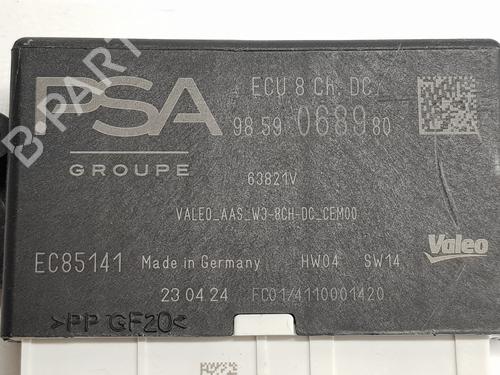 PSA
GROUPE
ECU 8 Ch. DC
98 59 0689 80
63821V
VALEO_AAS_W3-8CH-DC_CEM00
Valeo
EC85141 Made in Germany HW04 SW14
23 04 24 FC01/4110001420
>PP GF20<